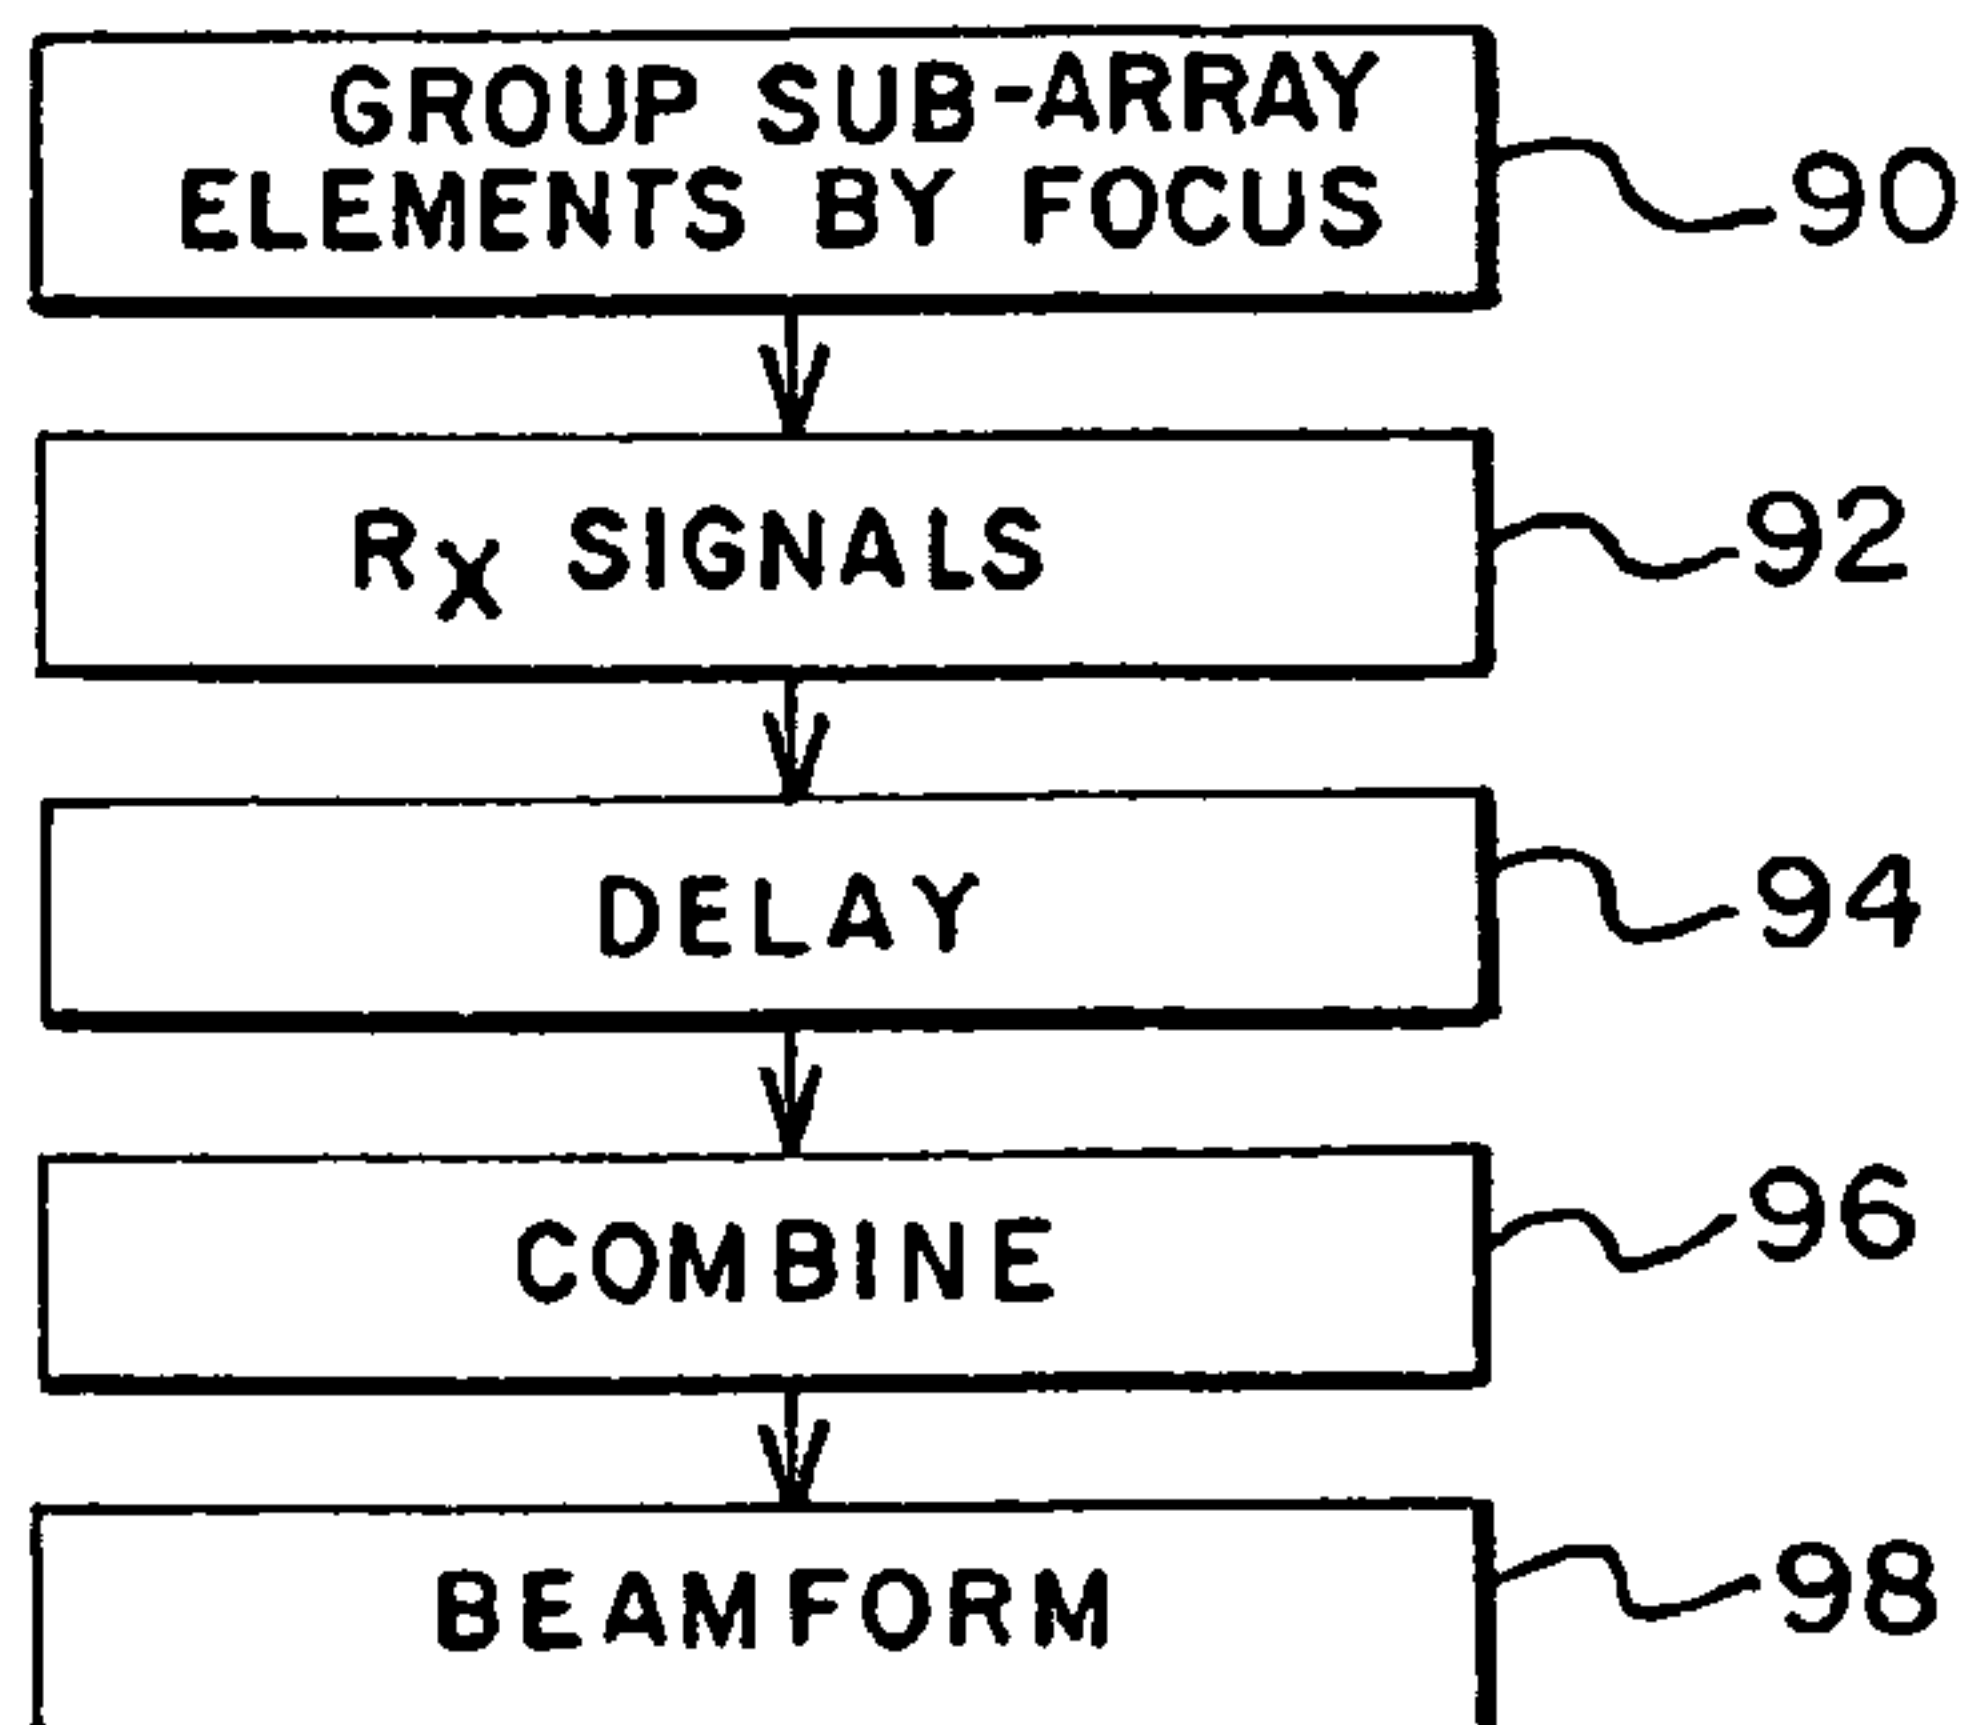 GROUP SUB-ARRAY
ELEMENTS BY FOCUS
90
RX SIGNALS
92
DELAY
94
COMBINE
96
BEAMFORM
98